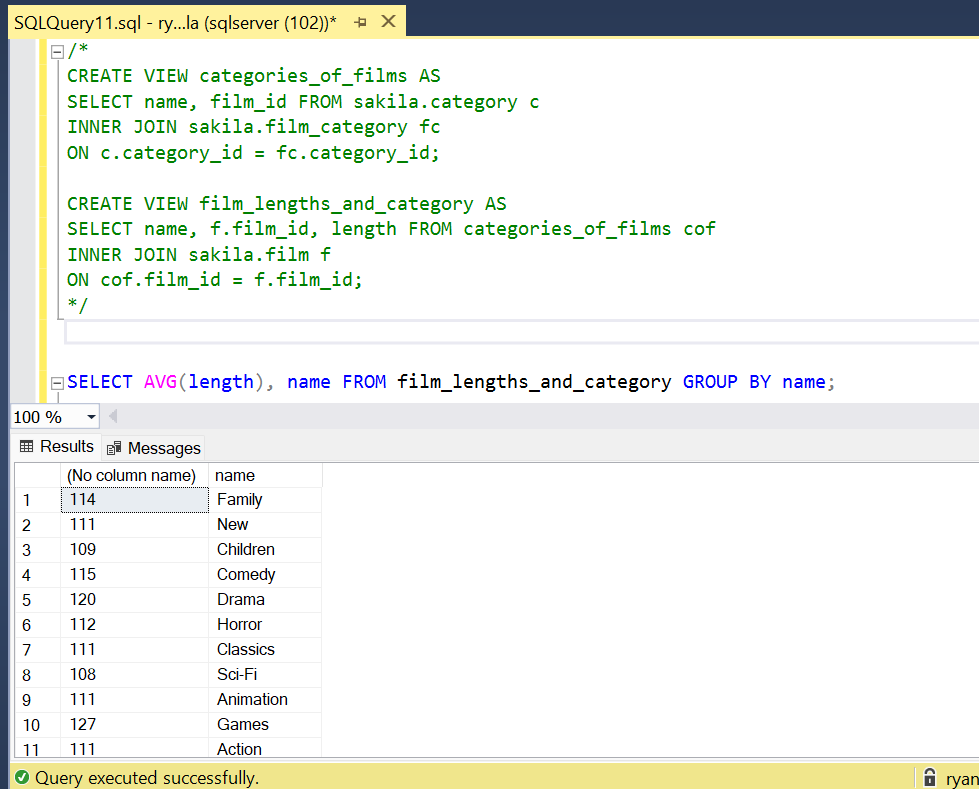 SQLQuery11.sql - ry...la (sqlserver (102))*
/*
CREATE VIEW categories_of_films AS
SELECT name, film_id FROM sakila.category c
INNER JOIN sakila.film_category fc
ON c.category_id = fc.category_id;
CREATE VIEW film_lengths_and_category AS
SELECT name, f.film_id, length FROM categories_of_films cof
INNER JOIN sakila.film f
ON cof.film_id = f.film_id;
*/
SELECT AVG(length), name FROM film_lengths_and_category GROUP BY name;
100 %
Results Messages
(No column name) name
1 114 Family
2 111 New
3 109 Children
4 115 Comedy
5 120 Drama
6 112 Horror
7 111 Classics
8 108 Sci-Fi
9 111 Animation
10 127 Games
11 111 Action
Query executed successfully. ryan